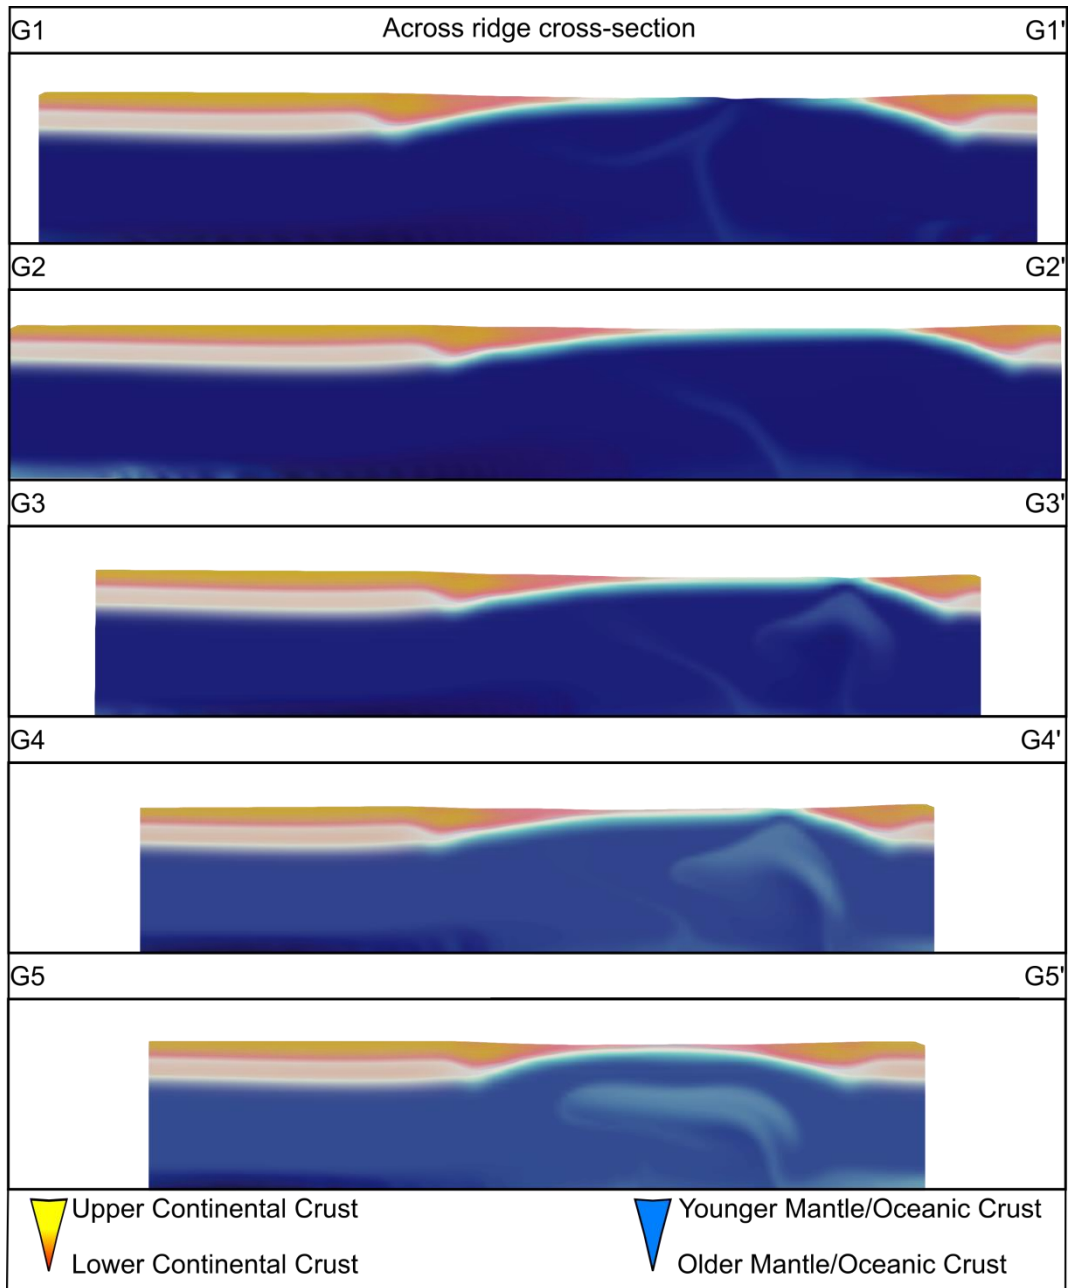 G1 Across ridge cross-section G1'
G2 G2'
G3 G3'
G4 G4'
G5 G5'
Upper Continental Crust Younger Mantle/Oceanic Crust
Lower Continental Crust Older Mantle/Oceanic Crust